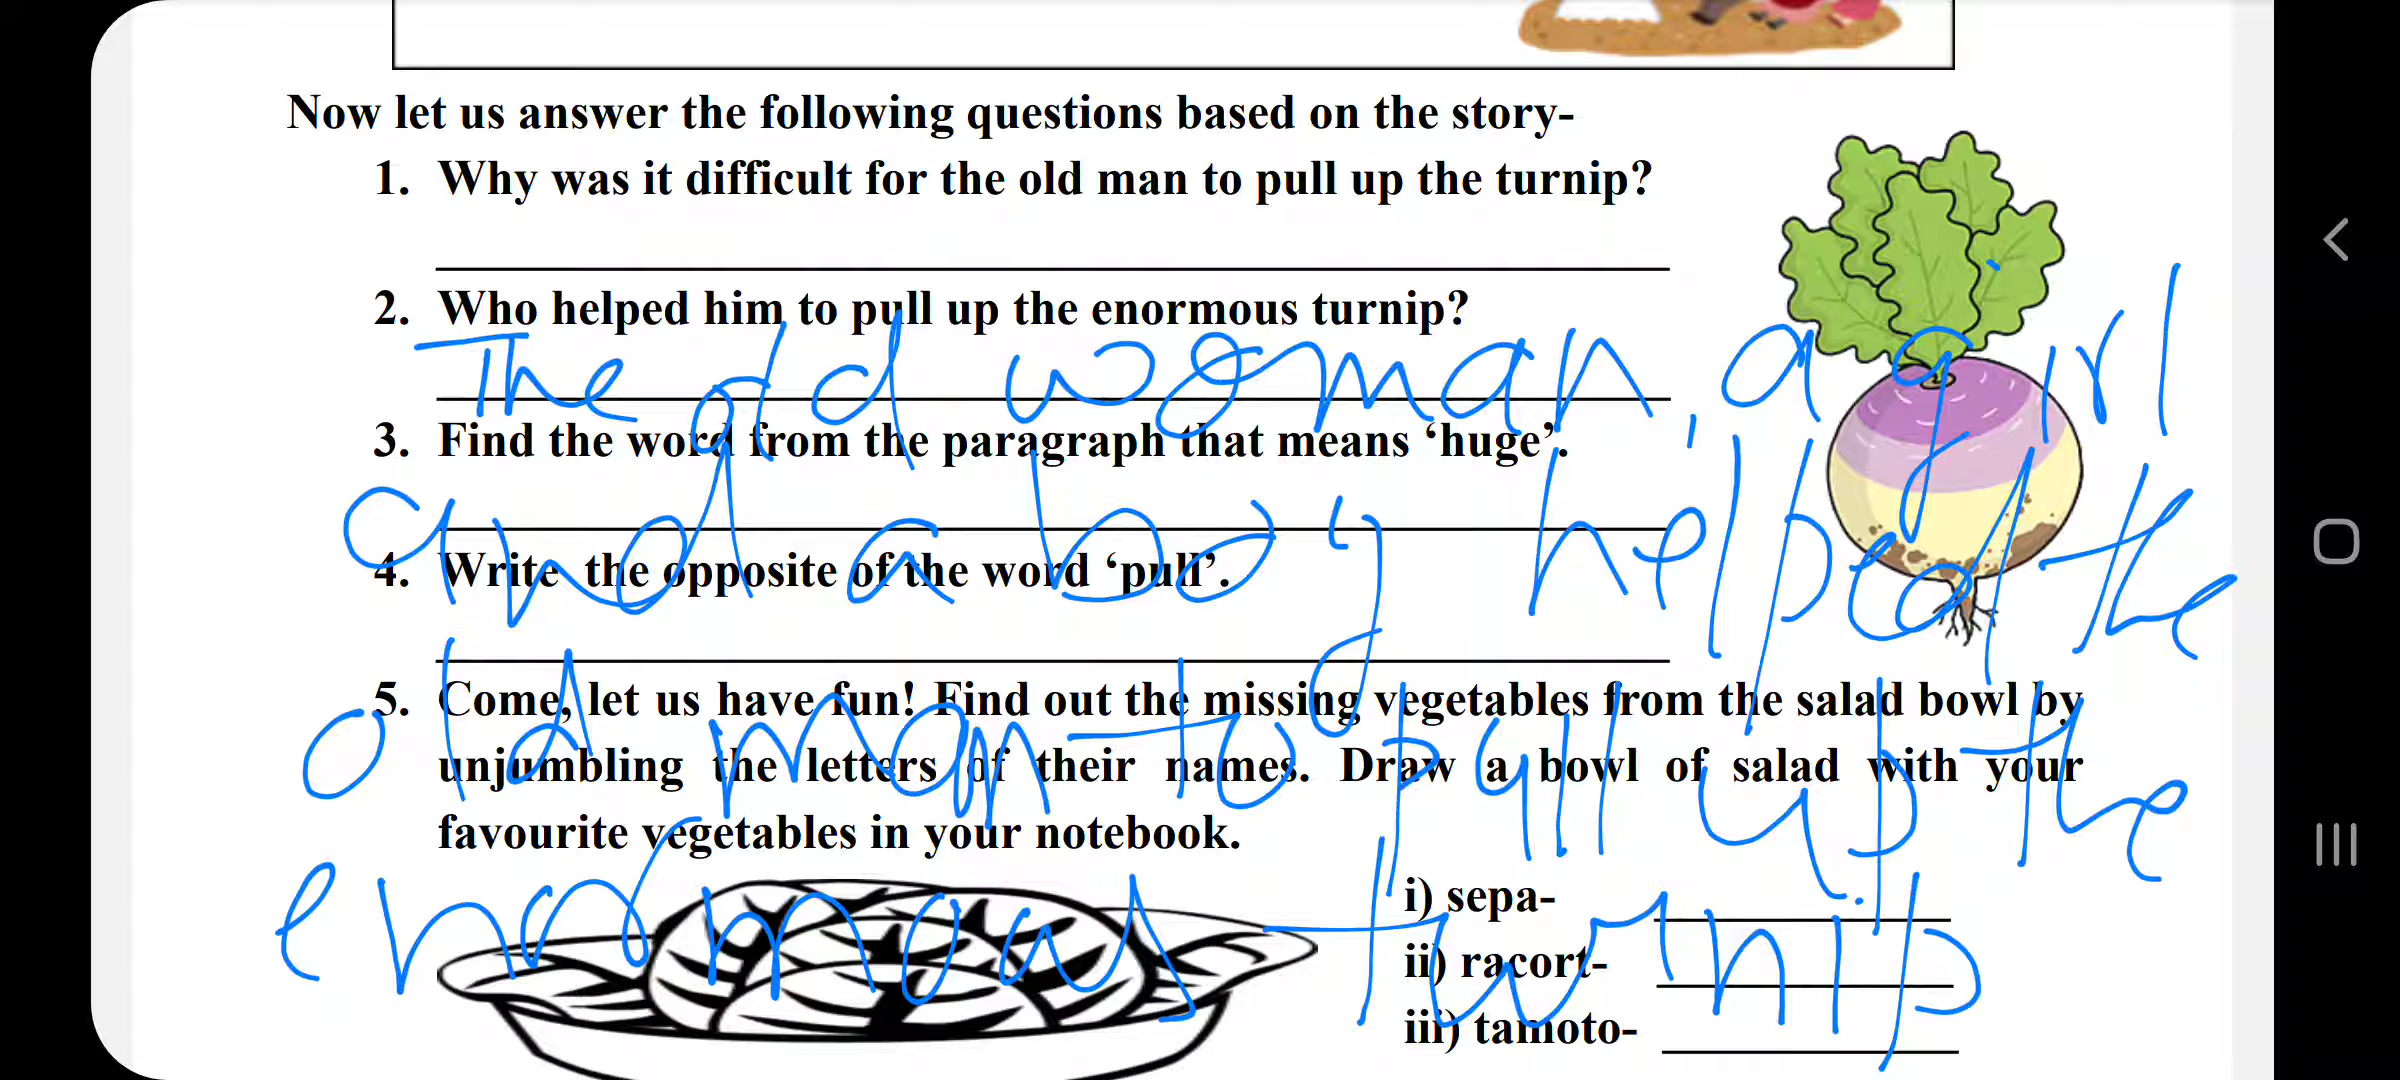 Now let us answer the following questions based on the story-
1. Why was it difficult for the old man to pull up the turnip?
2. Who helped him to pull up the enormous turnip?
The old woman, a girl
3. Find the word from the paragraph that means ‘huge’.
and a boy helped the
4. Write the opposite of the word ‘pull’.
5. Come, let us have fun! Find out the missing vegetables from the salad bowl by
old man to pull up the
unjumbling the letters of their names. Draw a bowl of salad with your
favourite vegetables in your notebook.
enormous turnip
i) sepa-
ii) racort-
iii) tamoto-